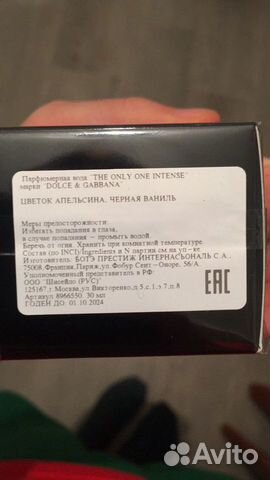 Парфюмерная вода "THE ONLY ONE INTENSE"
марки "DOLCE & GABBANA"
ЦВЕТОК АПЕЛЬСИНА, ЧЕРНАЯ ВАНИЛЬ
Меры предосторожности:
Избегать попадания в глаза,
в случае попадания – промыть водой.
Беречь от огня. Хранить при комнатной температуре.
Состав (по INCI)/Ingredients и N партии см.на уп-ке.
Изготовитель: БОТЭ ПРЕСТИЖ ИНТЕРНАСЬОНАЛЬ С.А.,
75008, Франция,Париж,ул.Фобур Сент-Оноре, 56/А.
Уполномоченный представитель в РФ:
ООО "Шисейдо (РУС)"
125167,г.Москва,ул.Викторенко,д.5,с.1,э.7,п.8
Артикул 8966550 30 мл
ГОДЕН ДО: 01.10.2024
EAC
Avito